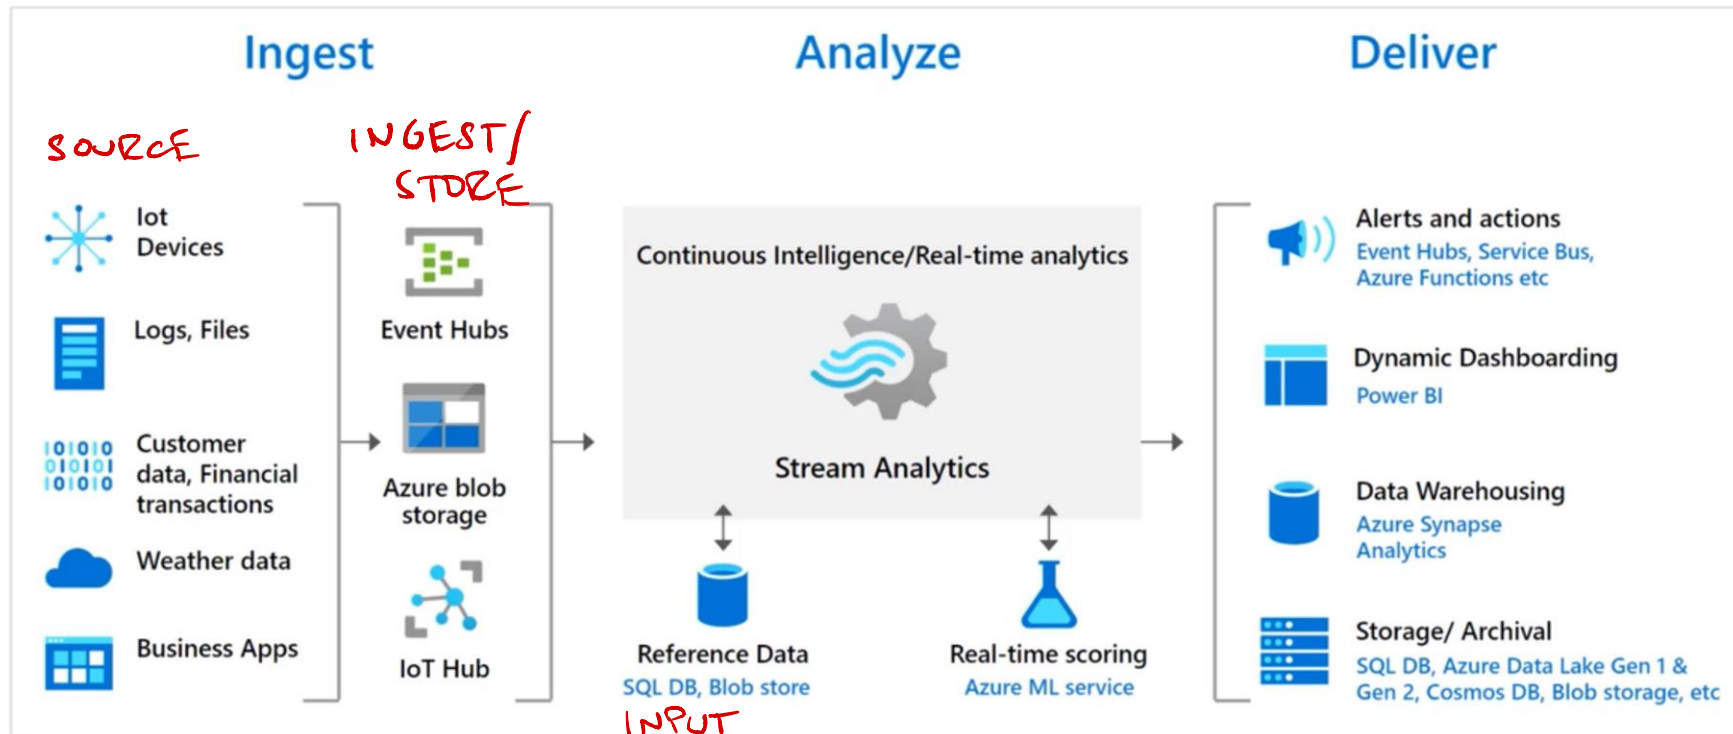 Ingest
Analyze
Deliver
SOURCE
INGEST/
STORE
Iot
Devices
Logs, Files
101010
010101
101010
Customer
data, Financial
transactions
Weather data
Business Apps
Event Hubs
Azure blob
storage
IoT Hub
Continuous Intelligence/Real-time analytics
Stream Analytics
Reference Data
SQL DB, Blob store
INPUT
Real-time scoring
Azure ML service
Alerts and actions
Event Hubs, Service Bus,
Azure Functions etc
Dynamic Dashboarding
Power BI
Data Warehousing
Azure Synapse
Analytics
Storage/ Archival
SQL DB, Azure Data Lake Gen 1 &
Gen 2, Cosmos DB, Blob storage, etc